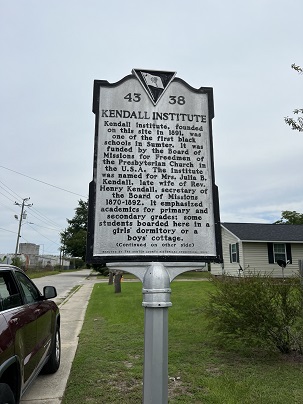 43 38
KENDALL INSTITUTE
Kendall Institute, founded
on this site in 1891, was
one of the first black
schools in Sumter. It was
funded by the Board of
Missions for Freedmen of
the Presbyterian Church in
the U.S.A. The institute
was named for Mrs. Julia B.
Kendall, late wife of Rev.
Henry Kendall, secretary of
the Board of Missions
1870-1892. It emphasized
academics for primary and
secondary grades; some
students boarded here in a
girls' dormitory or a
boys' cottage.
(Continued on other side)